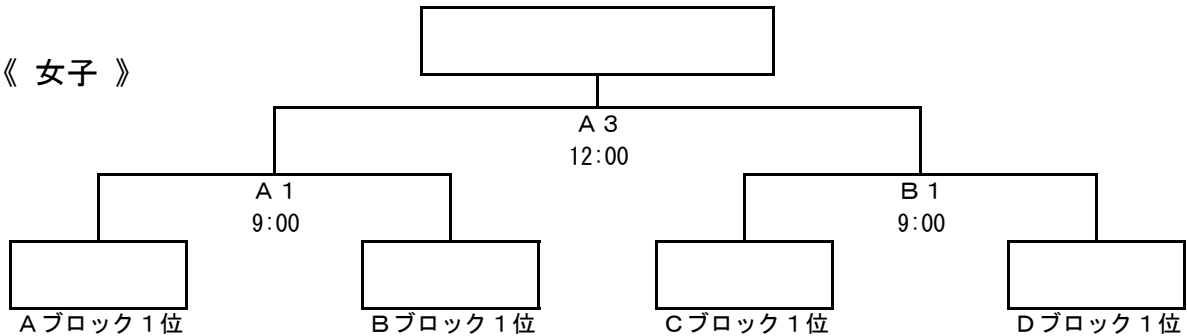 《 女子 》
Ａ３
12:00
Ａ１
9:00
Ｂ１
9:00
Ａブロック１位
Ｂブロック１位
Ｃブロック１位
Ｄブロック１位